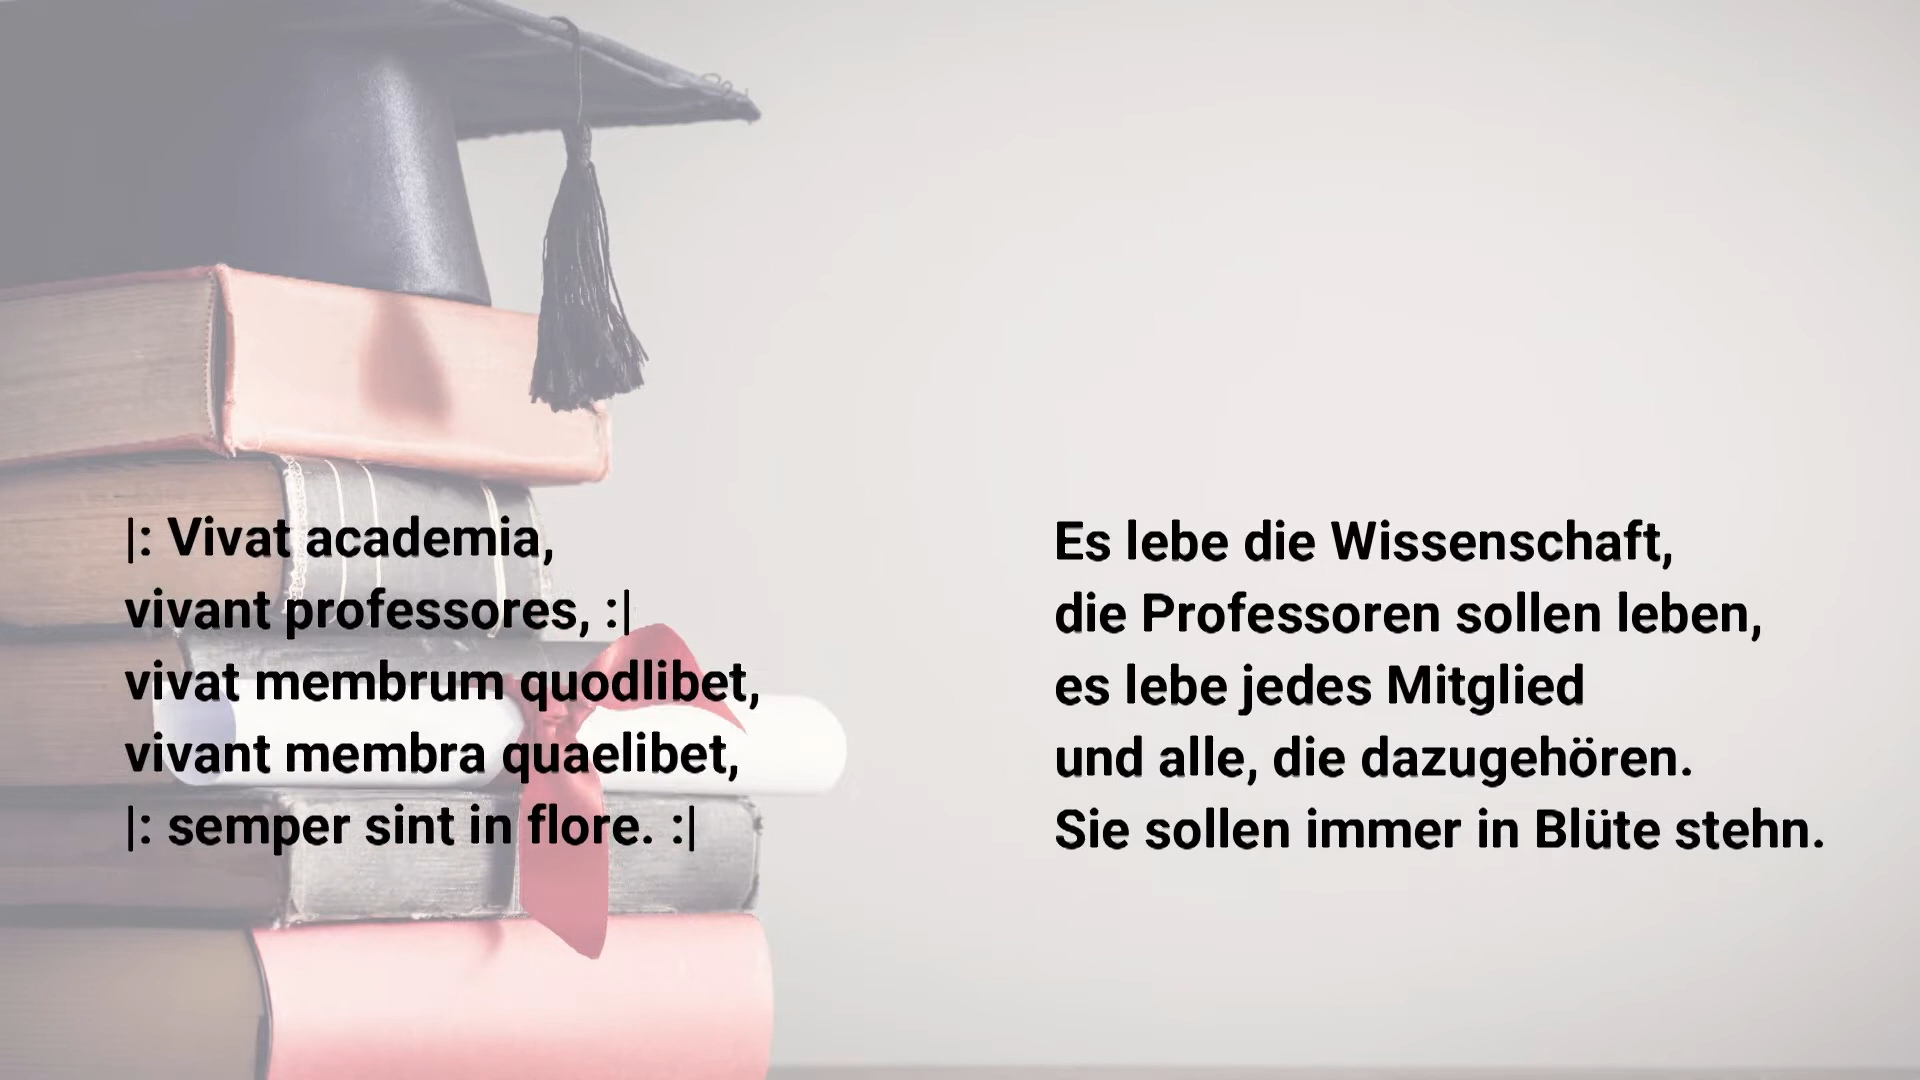 |: Vivat academia,
vivant professores, :|
vivat membrum quodlibet,
vivant membra quaelibet,
|: semper sint in flore. :|
Es lebe die Wissenschaft,
die Professoren sollen leben,
es lebe jedes Mitglied
und alle, die dazugehören.
Sie sollen immer in Blüte stehn.